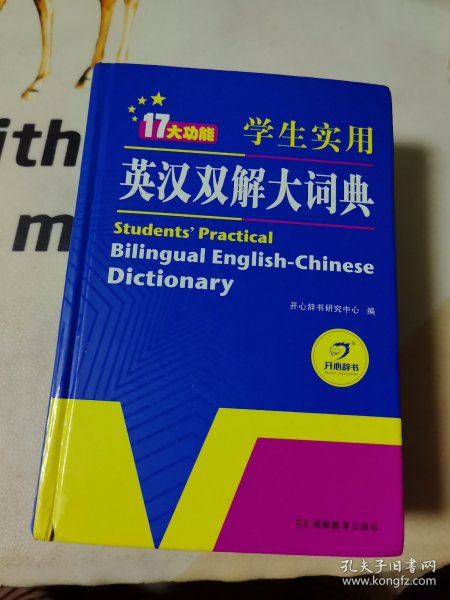 ith
m
17大功能
学生实用
英汉双解大词典
Students' Practical
Bilingual English-Chinese
Dictionary
开心辞书研究中心 编
开心辞书
湖南教育出版社
孔夫子旧书网
www.kongfz.com